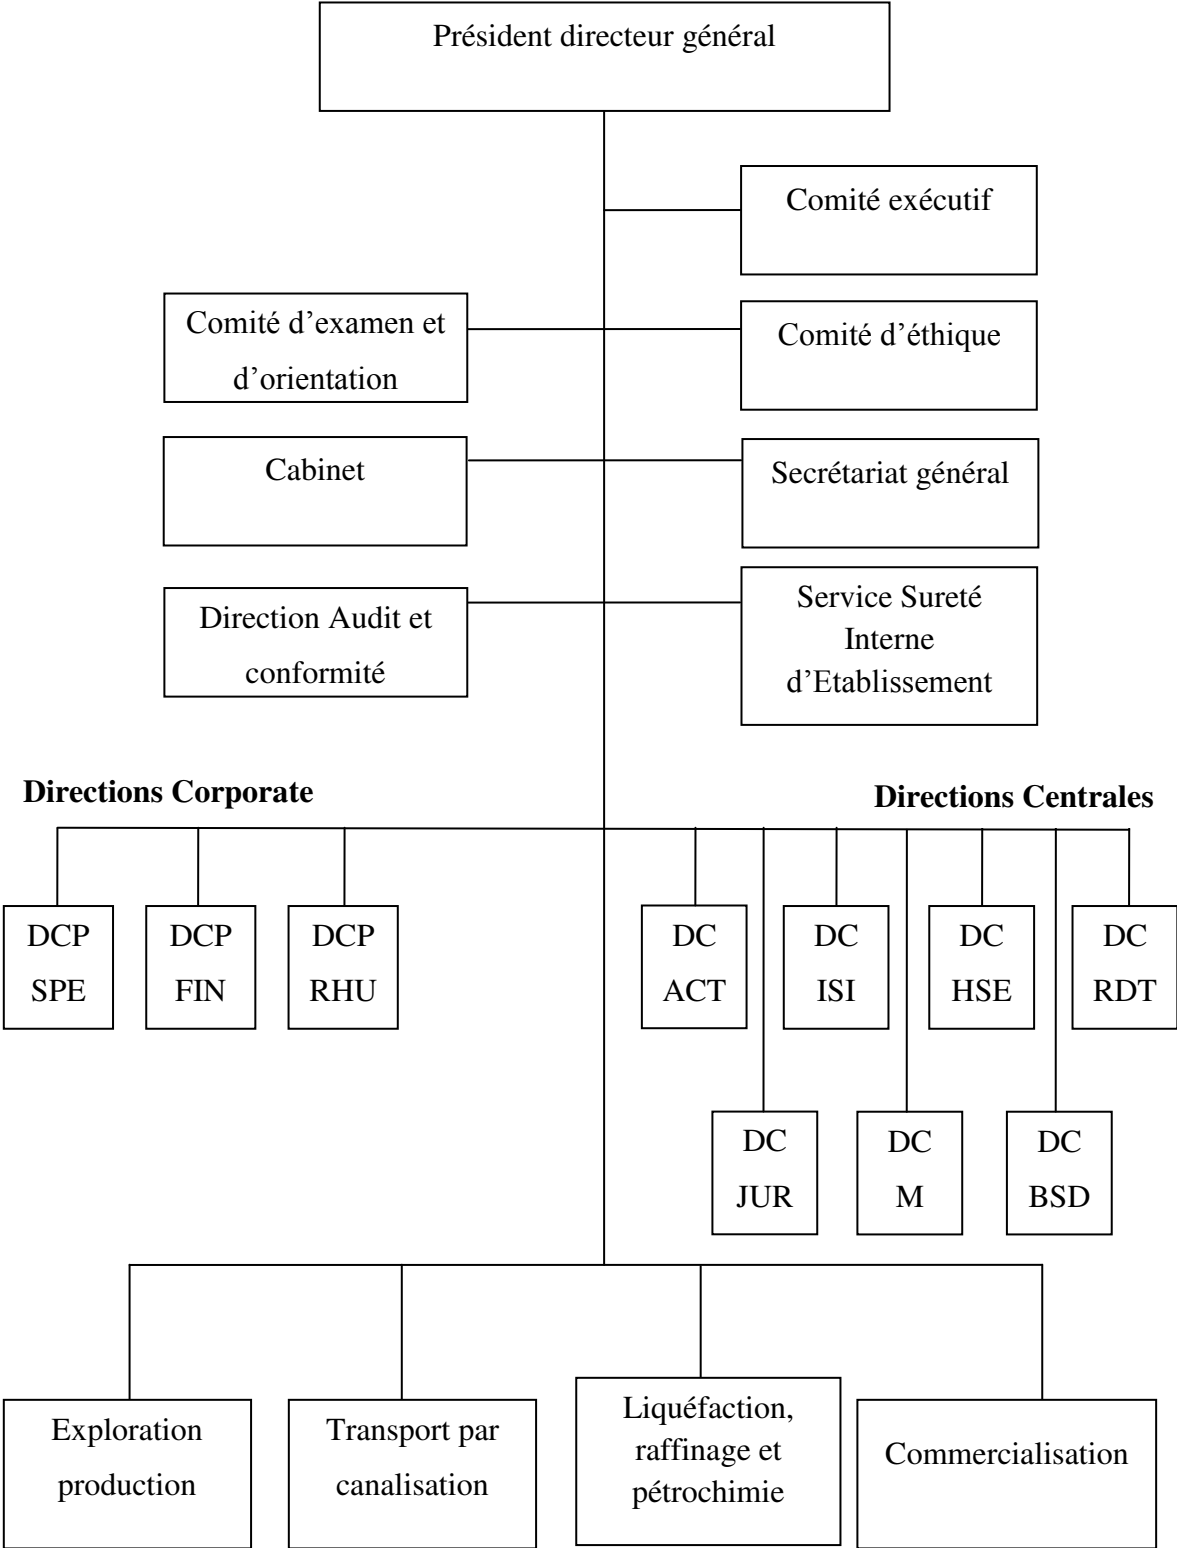 Président directeur général
Comité exécutif
Comité d’examen et
d’orientation
Comité d’éthique
Cabinet
Secrétariat général
Direction Audit et
conformité
Service Sureté
Interne
d’Etablissement
Directions Corporate
Directions Centrales
DCP
SPE
DCP
FIN
DCP
RHU
DC
ACT
DC
ISI
DC
HSE
DC
RDT
DC
JUR
DC
M
DC
BSD
Exploration
production
Transport par
canalisation
Liquéfaction,
raffinage et
pétrochimie
Commercialisation